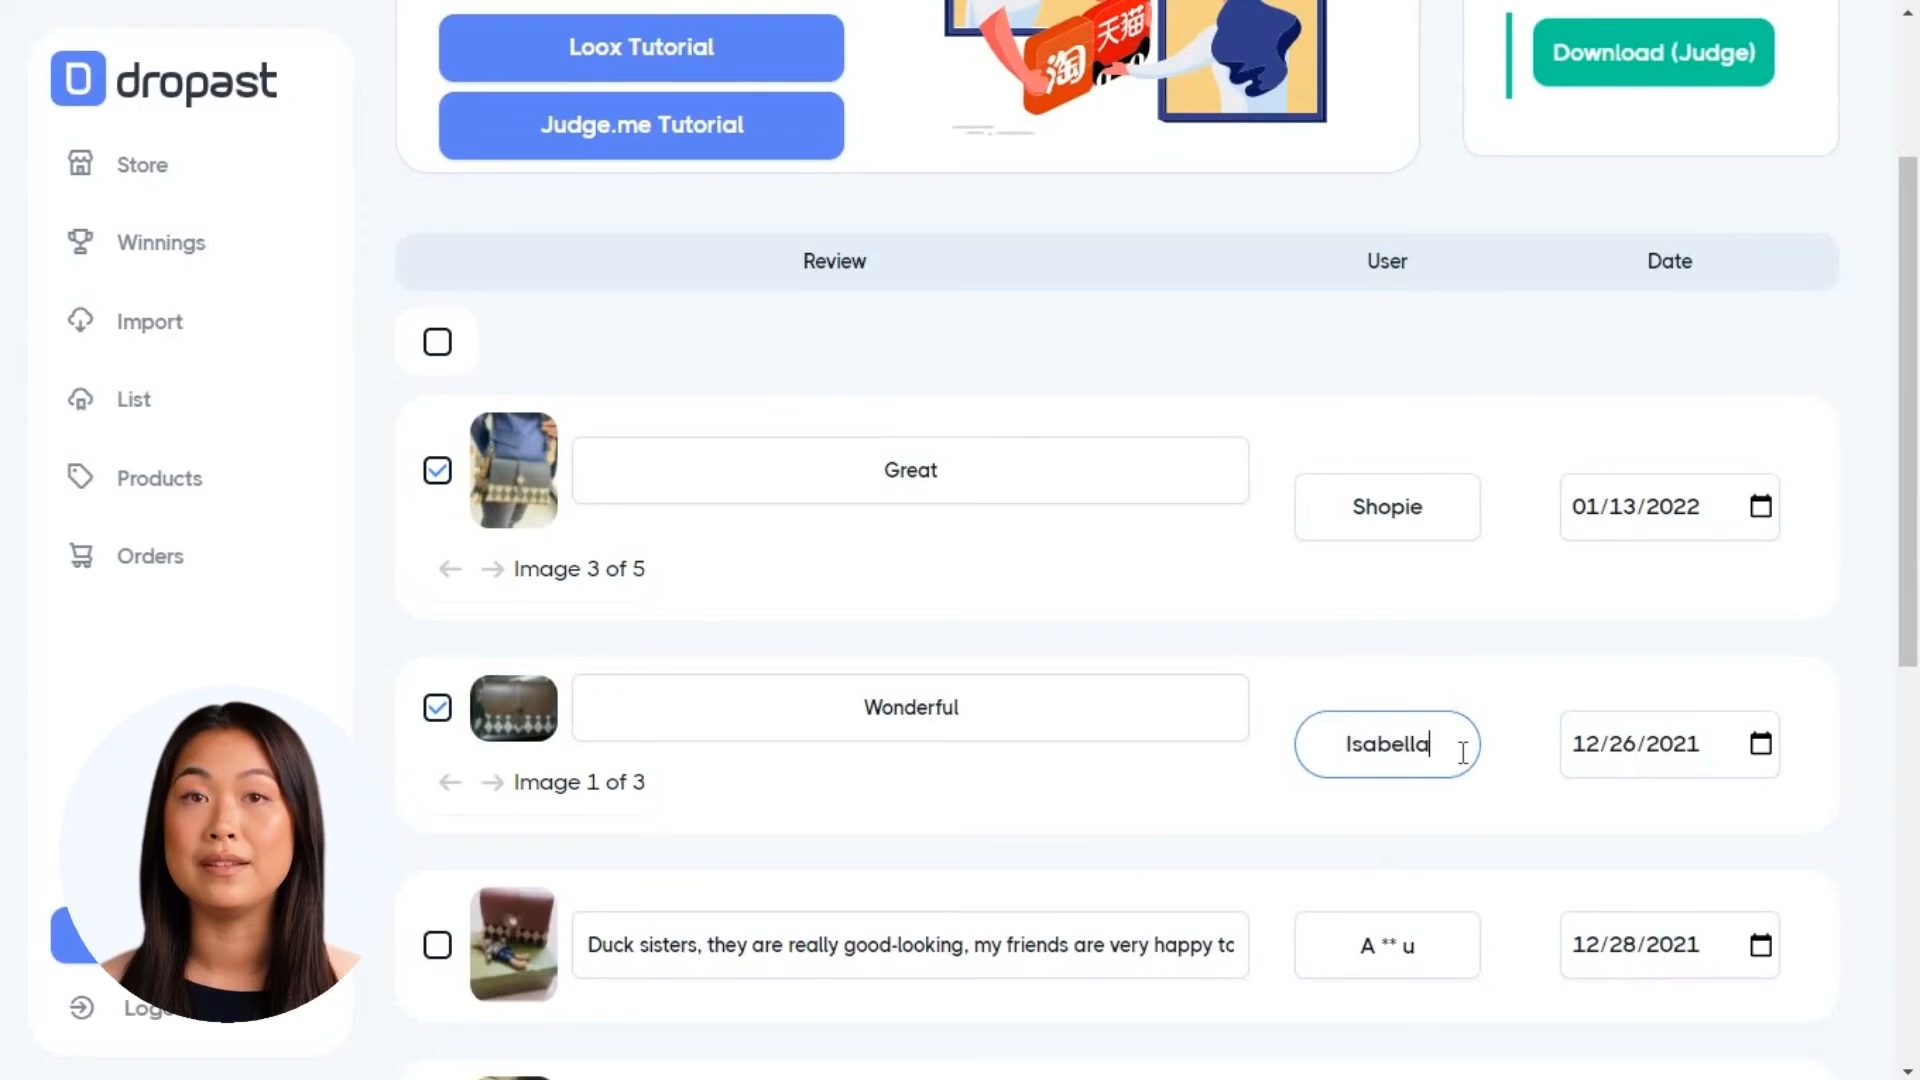 dropast
Store
Winnings
Import
List
Products
Orders
Loox Tutorial
Judge.me Tutorial
淘
天猫
Download (Judge)
Review User Date
Great
Shopie
01/13/2022
Image 3 of 5
Wonderful
Isabella
12/26/2021
Image 1 of 3
Duck sisters, they are really good-looking, my friends are very happy to
A ** u
12/28/2021